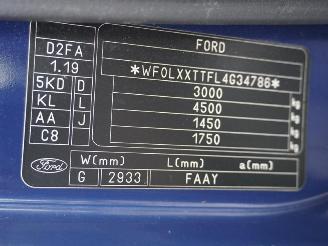 D2FA FORD
1.19 *WF0LXXTTFL4G34786*
5KD D 3000 kg
KL L 4500 kg
AA J 1450 kg
C8 1750 kg
Ford W(mm) L(mm) a(mm)
G 2933 FAAY